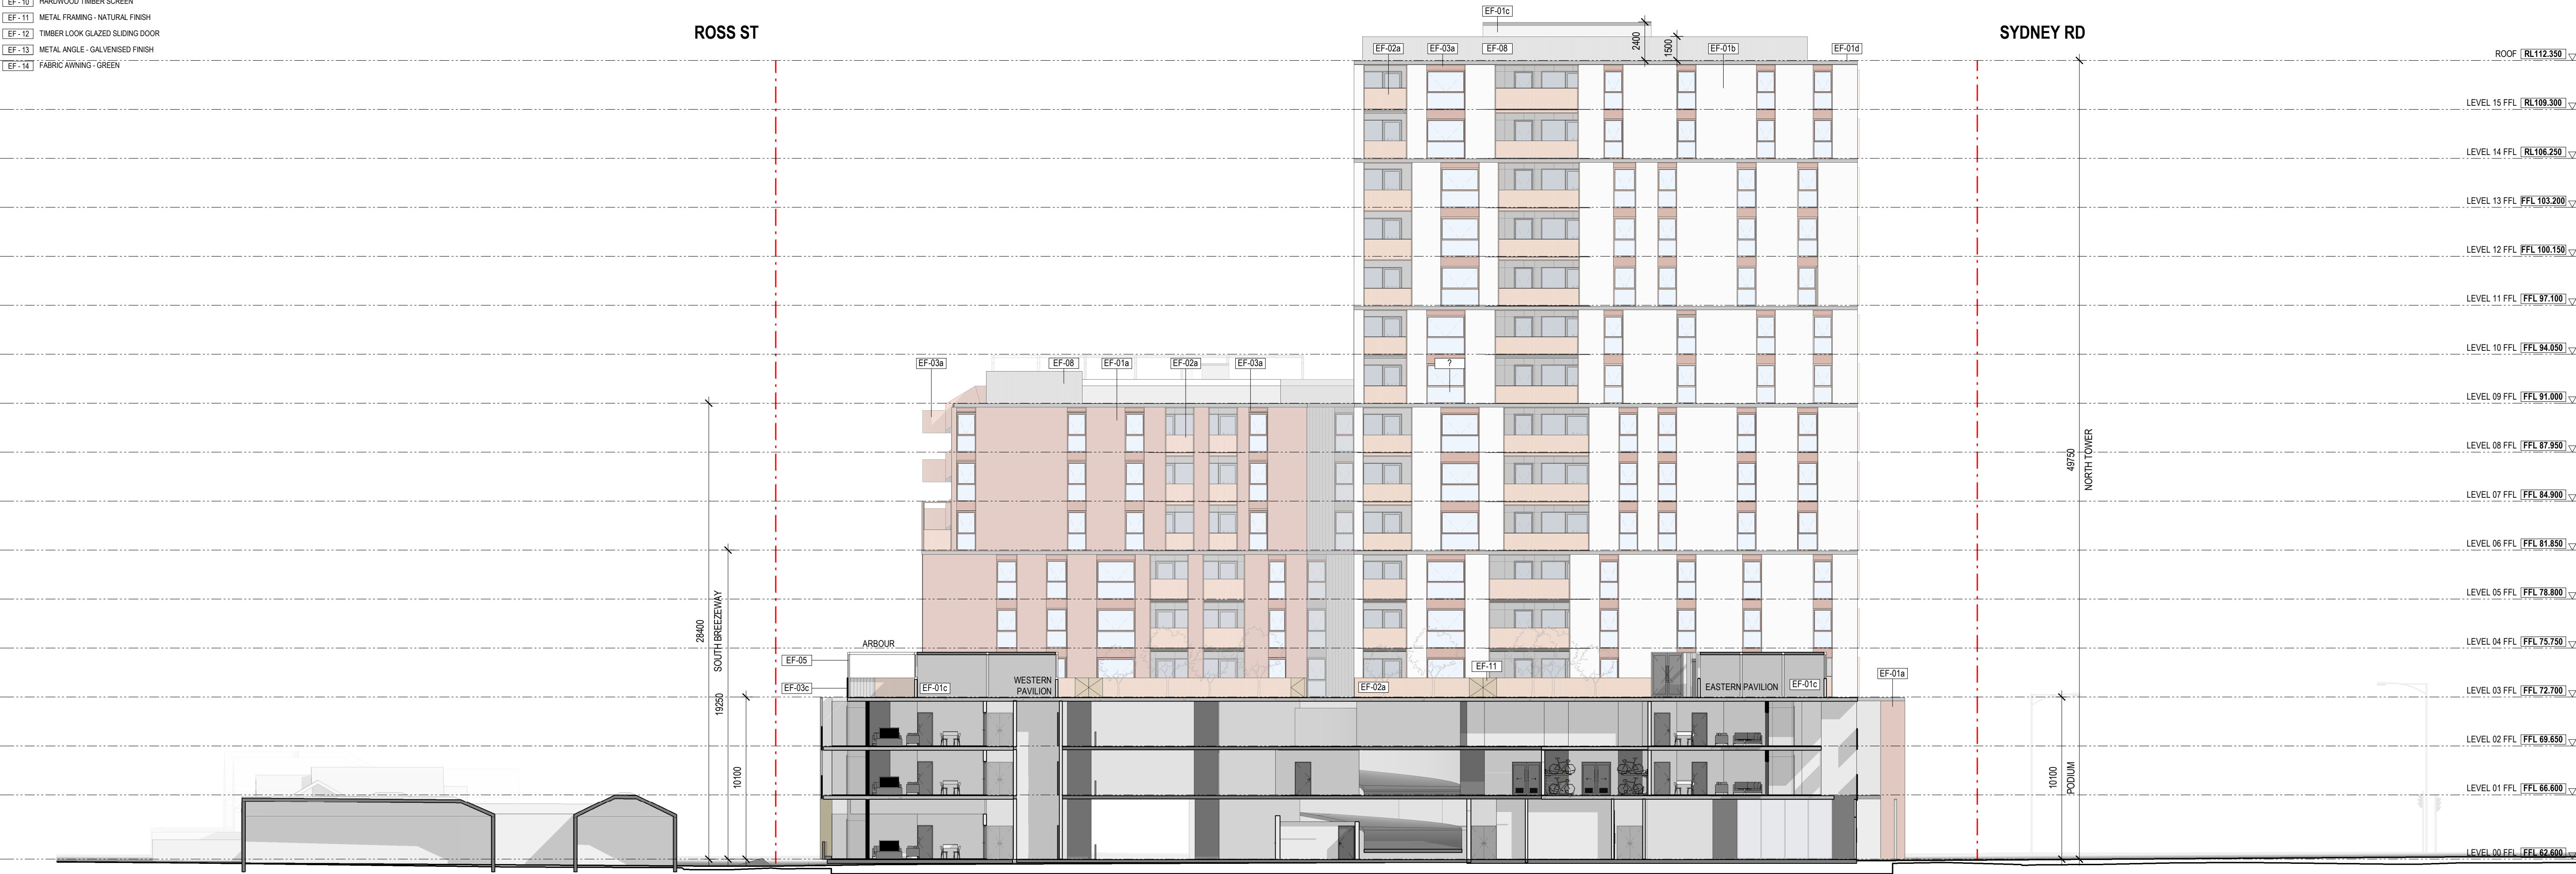 EF - 10 HARDWOOD TIMBER SCREEN
EF - 11 METAL FRAMING - NATURAL FINISH
EF - 12 TIMBER LOOK GLAZED SLIDING DOOR
EF - 13 METAL ANGLE - GALVENISED FINISH
EF - 14 FABRIC AWNING - GREEN
ROSS ST
SYDNEY RD
EF-01c
2400
1500
EF-02a
EF-03a
EF-08
EF-01b
EF-01d
ROOF RL112.350
LEVEL 15 FFL RL109.300
LEVEL 14 FFL RL106.250
LEVEL 13 FFL FFL 103.200
LEVEL 12 FFL FFL 100.150
LEVEL 11 FFL FFL 97.100
LEVEL 10 FFL FFL 94.050
EF-03a
EF-08
EF-01a
EF-02a
EF-03a
?
LEVEL 09 FFL FFL 91.000
LEVEL 08 FFL FFL 87.950
49750
NORTH TOWER
LEVEL 07 FFL FFL 84.900
LEVEL 06 FFL FFL 81.850
LEVEL 05 FFL FFL 78.800
28400
SOUTH BREEZEWAY
19250
LEVEL 04 FFL FFL 75.750
ARBOUR
EF-05
EF-03c
EF-01c
WESTERN
PAVILION
EF-11
EF-02a
EASTERN PAVILION
EF-01c
EF-01a
LEVEL 03 FFL FFL 72.700
LEVEL 02 FFL FFL 69.650
10100
10100
PODIUM
LEVEL 01 FFL FFL 66.600
LEVEL 00 FFL FFL 62.600